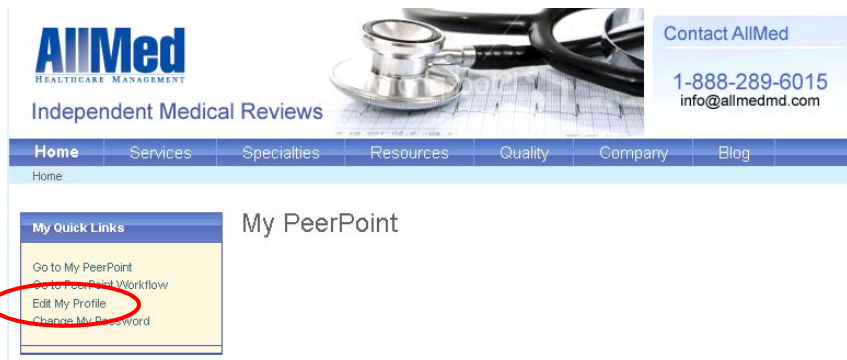 AllMed
HEALTHCARE MANAGEMENT
Independent Medical Reviews
Contact AllMed
1-888-289-6015
info@allmedmd.com
Home Services Specialties Resources Quality Company Blog
Home
My Quick Links
My PeerPoint
Go to My PeerPoint
Go to PeerPoint Workflow
Edit My Profile
Change My Password